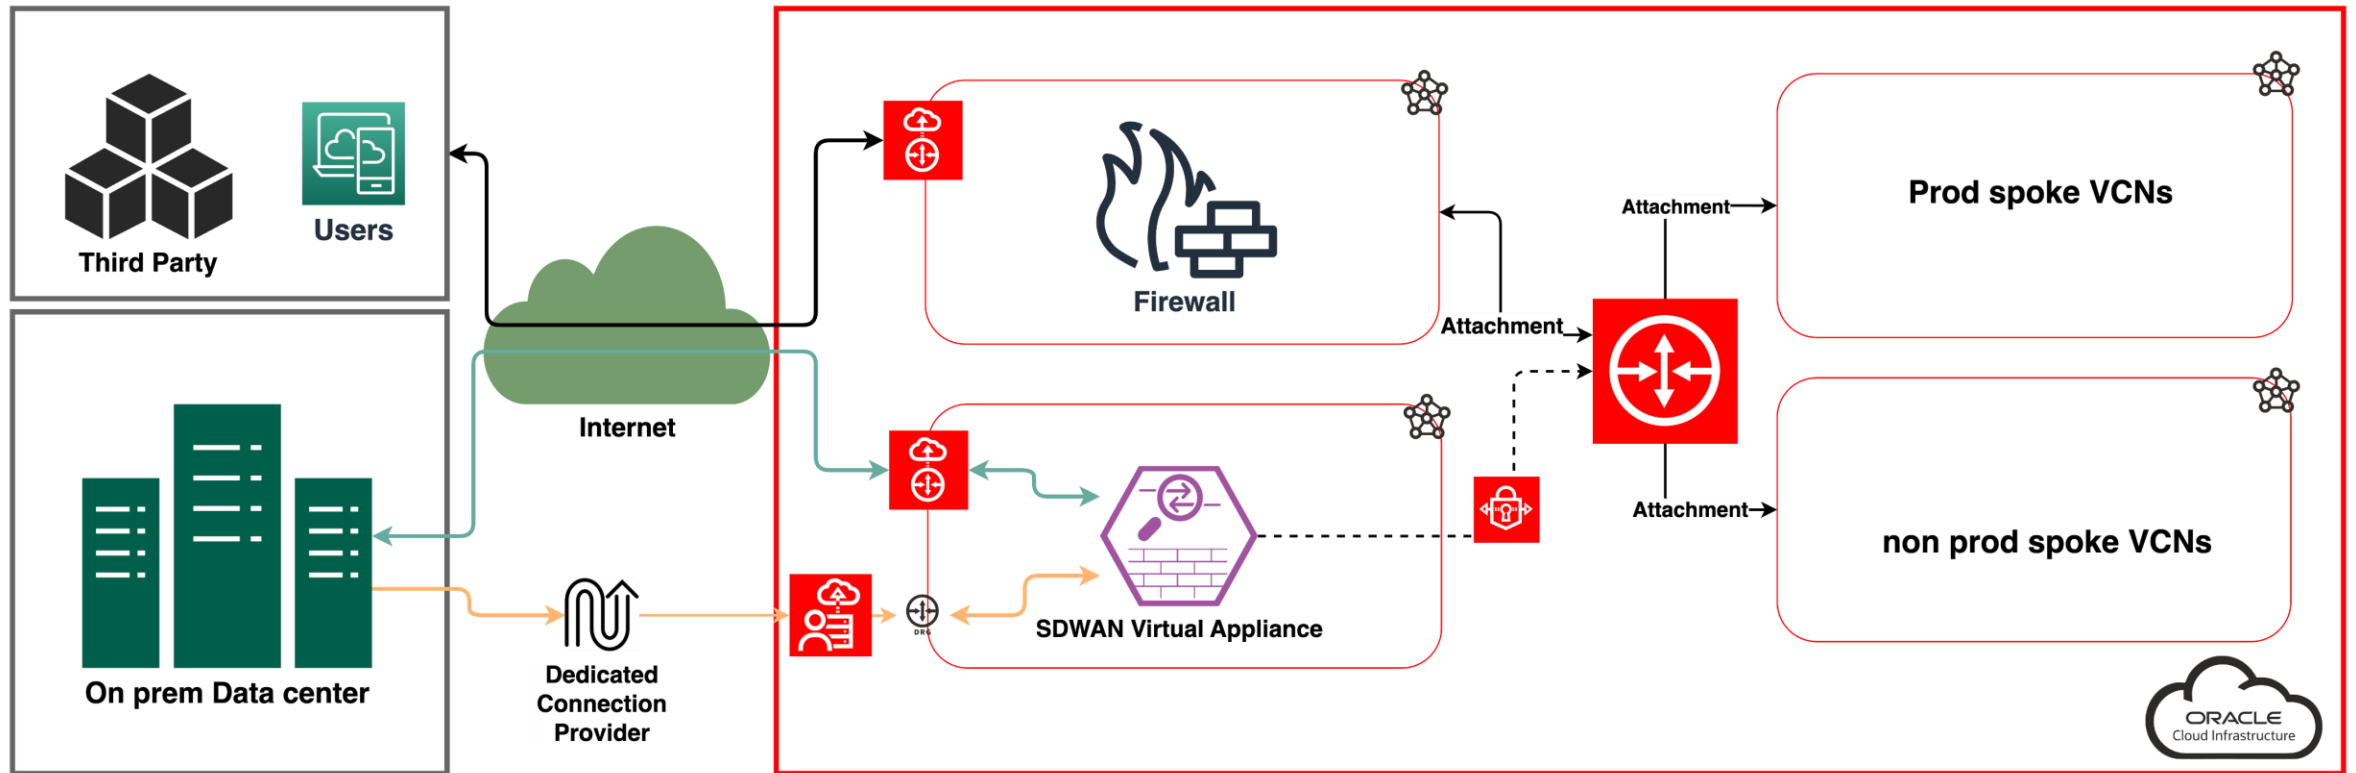 Third Party
Users
On prem Data center
Internet
Dedicated
Connection
Provider
Firewall
DRG
SDWAN Virtual Appliance
Attachment
Attachment
Attachment
Prod spoke VCNs
non prod spoke VCNs
ORACLE
Cloud Infrastructure